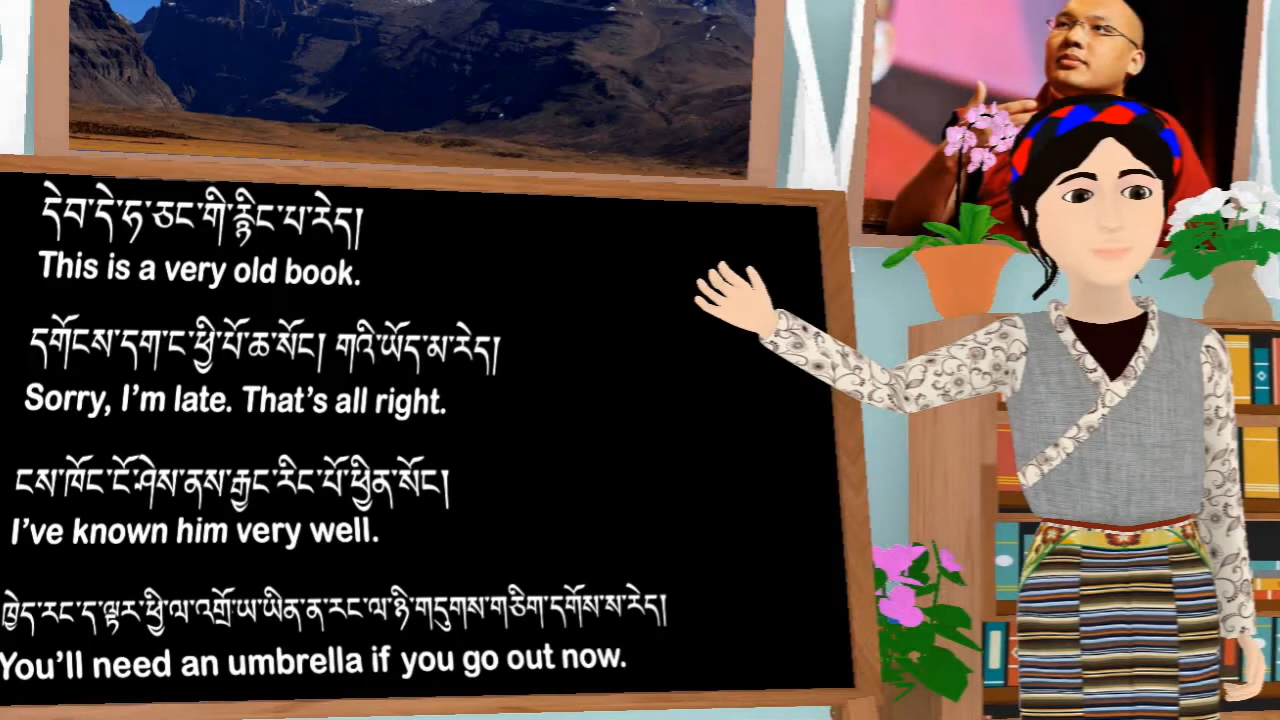 དེབ་དེ་ཧ་ཅང་གི་རྙིང་པ་རེད།
This is a very old book.
དགོངས་དག་ང་ཕྱི་པོ་ཆ་སོང། གའི་ཡོད་མ་རེད།
Sorry, I'm late. That's all right.
ངས་ཁོང་ངོ་ཤེས་ནས་རྒྱང་རིང་པོ་ཕྱིན་སོང།
I've known him very well.
ཁྱེད་རང་ད་ལྟར་ཕྱི་ལ་འགྲོ་ཡ་ཡིན་ན་རང་ལ་ཉི་གདུགས་གཅིག་དགོས་ས་རེད།
You'll need an umbrella if you go out now.